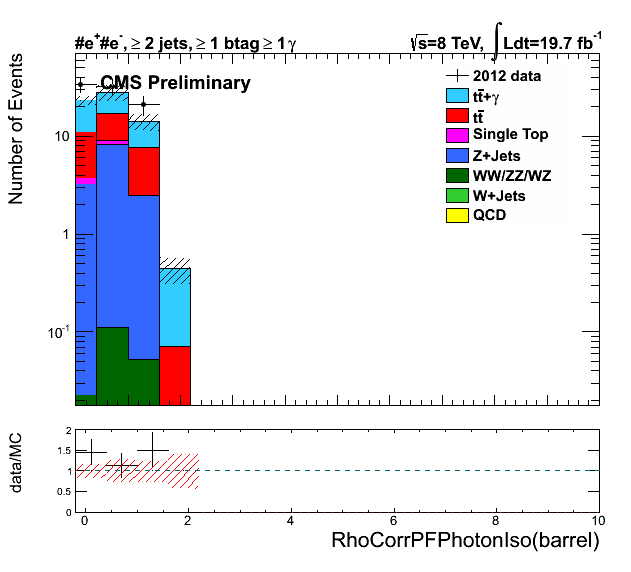 #e⁺#e⁻, ≥ 2 jets, ≥ 1 btag ≥ 1 γ
√s=8 TeV, ∫ Ldt=19.7 fb⁻¹
CMS Preliminary
2012 data
tt̄+γ
tt̄
Single Top
Z+Jets
WW/ZZ/WZ
W+Jets
QCD
Number of Events
10
1
10⁻¹
data/MC
2
1.5
1
0.5
0
0 2 4 6 8 10
RhoCorrPFPhotonIso(barrel)